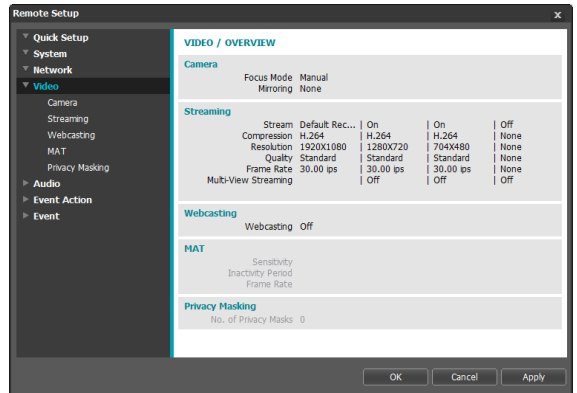 Remote Setup x
Quick Setup
System
Network
Video
Camera
Streaming
Webcasting
MAT
Privacy Masking
Audio
Event Action
Event
VIDEO / OVERVIEW
Camera
Focus Mode Manual
Mirroring None
Streaming
Stream Default Rec... | On | On | Off
Compression H.264 | H.264 | H.264 | None
Resolution 1920X1080 | 1280X720 | 704X480 | None
Quality Standard | Standard | Standard | None
Frame Rate 30.00 ips | 30.00 ips | 30.00 ips | None
Multi-View Streaming | Off | Off | Off
Webcasting
Webcasting Off
MAT
Sensitivity
Inactivity Period
Frame Rate
Privacy Masking
No. of Privacy Masks 0
OK Cancel Apply